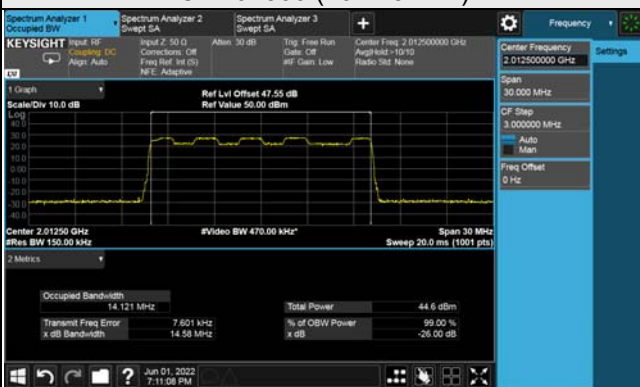 Spectrum Analyzer 1
Occupied BW
Spectrum Analyzer 2
Swept SA
Spectrum Analyzer 3
Swept SA
+
Frequency
KEYSIGHT
Input: RF
Coupling: DC
Align: Auto
Input Z: 50 Ω
Corrections: Off
Freq Ref: Int (S)
NFE: Adaptive
Atten: 30 dB
Trig: Free Run
Gate: Off
#IF Gain: Low
Center Freq: 2.012500000 GHz
Avg|Hold:>10/10
Radio Std: None
LXI
Center Frequency
2.012500000 GHz
Settings
Span
30.000 MHz
CF Step
3.000000 MHz
Auto
Man
Freq Offset
0 Hz
1 Graph
Scale/Div 10.0 dB
Ref Lvl Offset 47.55 dB
Ref Value 50.00 dBm
Log
40.0
30.0
20.0
10.0
0.00
-10.0
-20.0
-30.0
-40.0
Center 2.01250 GHz
#Res BW 150.00 kHz
#Video BW 470.00 kHz*
Span 30 MHz
Sweep 20.0 ms (1001 pts)
2 Metrics
Occupied Bandwidth
14.121 MHz
Total Power
44.6 dBm
Transmit Freq Error
7.601 kHz
% of OBW Power
99.00 %
x dB Bandwidth
14.58 MHz
x dB
-26.00 dB
?
Jun 01, 2022
7:11:08 PM